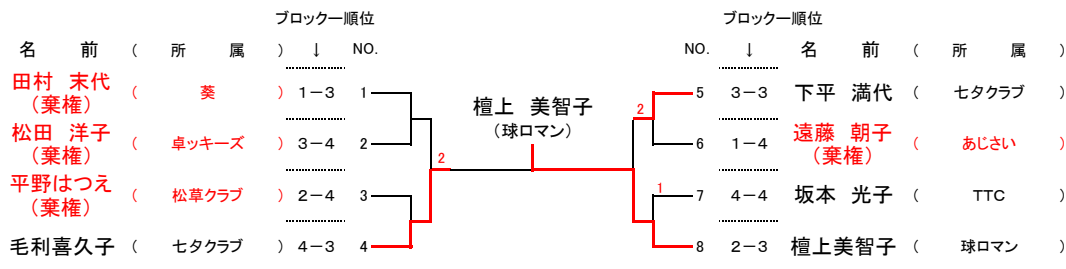 ブロックー順位
名 前 ( 所 属 ) ↓ NO.
田村 末代 (棄権) ( 葵 ) 1-3 1
松田 洋子 (棄権) ( 卓ッキーズ ) 3-4 2
平野はつえ (棄権) ( 松草クラブ ) 2-4 3
毛利喜久子 ( 七夕クラブ ) 4-3 4
2
檀上 美智子
(球ロマン)
ブロックー順位
NO. ↓ 名 前 ( 所 属 )
2
5 3-3 下平 満代 ( 七夕クラブ )
6 1-4 遠藤 朝子 (棄権) ( あじさい )
1
7 4-4 坂本 光子 ( TTC )
8 2-3 檀上美智子 ( 球ロマン )